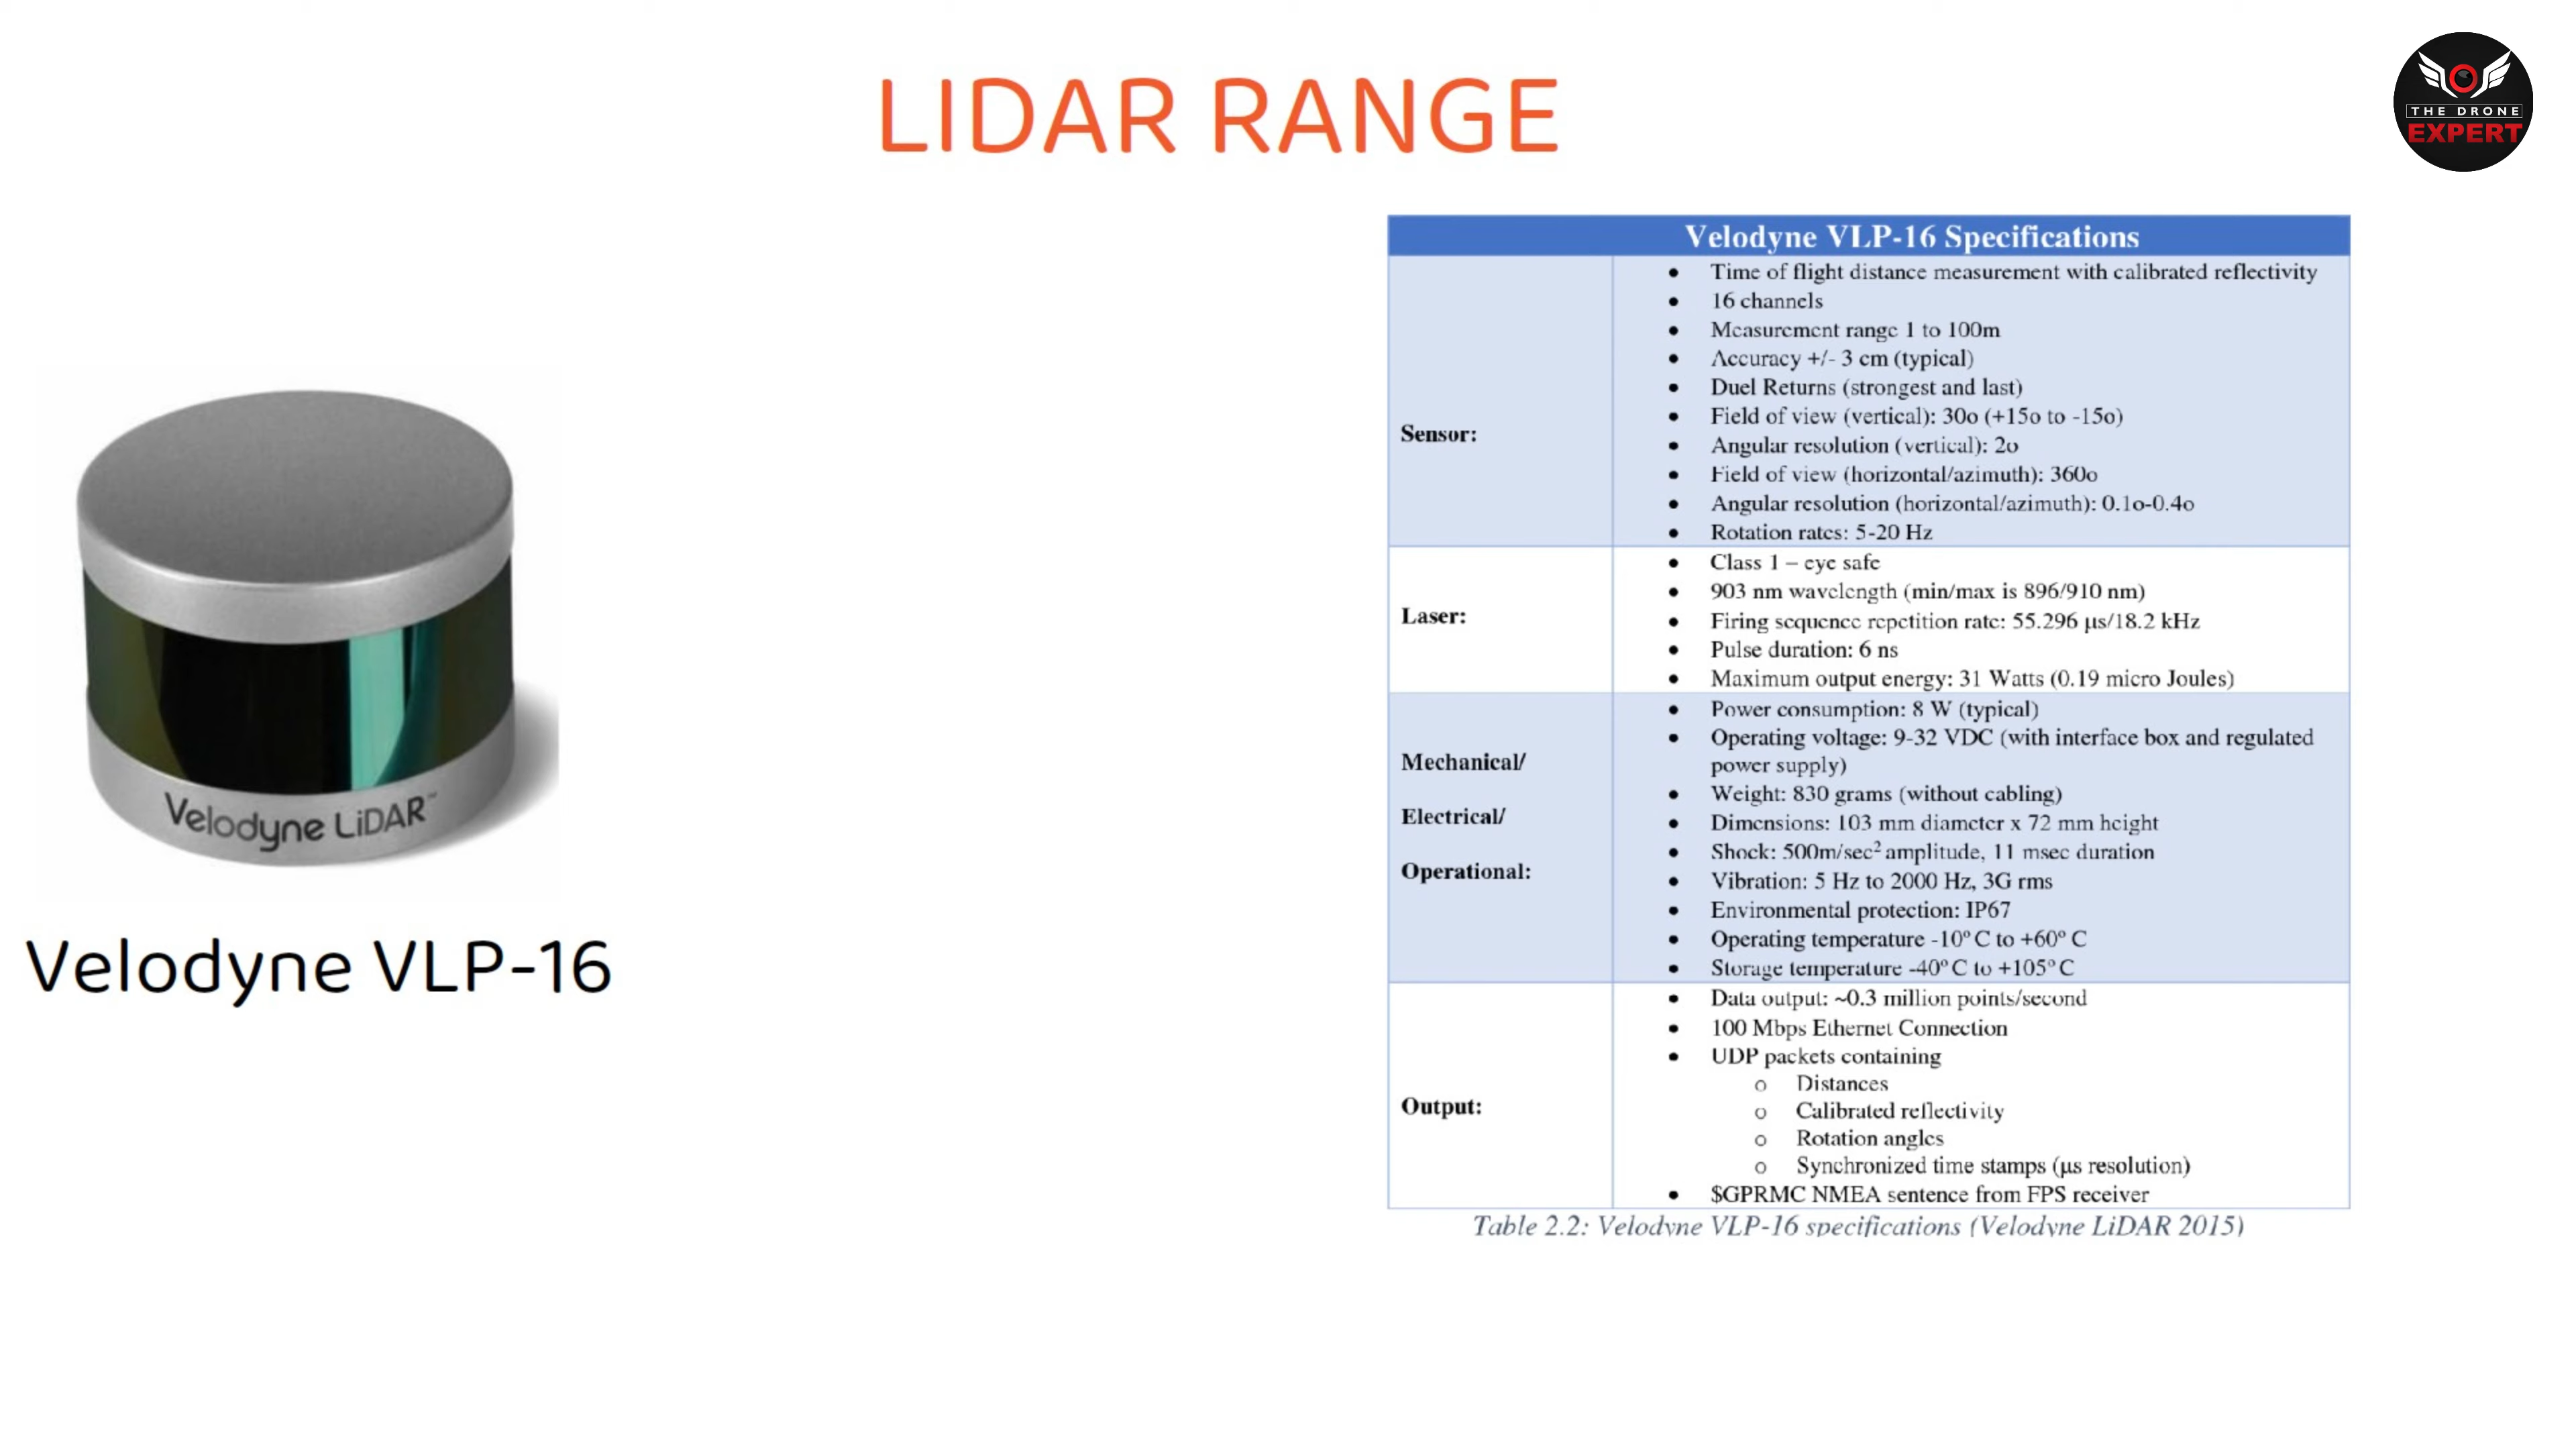 LIDAR RANGE
THE DRONE
EXPERT
Velodyne LiDAR™
Velodyne VLP-16
Velodyne VLP-16 Specifications
Sensor:
• Time of flight distance measurement with calibrated reflectivity
• 16 channels
• Measurement range 1 to 100m
• Accuracy +/- 3 cm (typical)
• Duel Returns (strongest and last)
• Field of view (vertical): 30o (+15o to -15o)
• Angular resolution (vertical): 2o
• Field of view (horizontal/azimuth): 360o
• Angular resolution (horizontal/azimuth): 0.1o-0.4o
• Rotation rates: 5-20 Hz
Laser:
• Class 1 – eye safe
• 903 nm wavelength (min/max is 896/910 nm)
• Firing sequence repetition rate: 55.296 µs/18.2 kHz
• Pulse duration: 6 ns
• Maximum output energy: 31 Watts (0.19 micro Joules)
Mechanical/
Electrical/
Operational:
• Power consumption: 8 W (typical)
• Operating voltage: 9-32 VDC (with interface box and regulated
power supply)
• Weight: 830 grams (without cabling)
• Dimensions: 103 mm diameter x 72 mm height
• Shock: 500m/sec² amplitude, 11 msec duration
• Vibration: 5 Hz to 2000 Hz, 3G rms
• Environmental protection: IP67
• Operating temperature -10º C to +60º C
• Storage temperature -40º C to +105º C
Output:
• Data output: ~0.3 million points/second
• 100 Mbps Ethernet Connection
• UDP packets containing
o Distances
o Calibrated reflectivity
o Rotation angles
o Synchronized time stamps (µs resolution)
• $GPRMC NMEA sentence from FPS receiver
Table 2.2: Velodyne VLP-16 specifications (Velodyne LiDAR 2015)